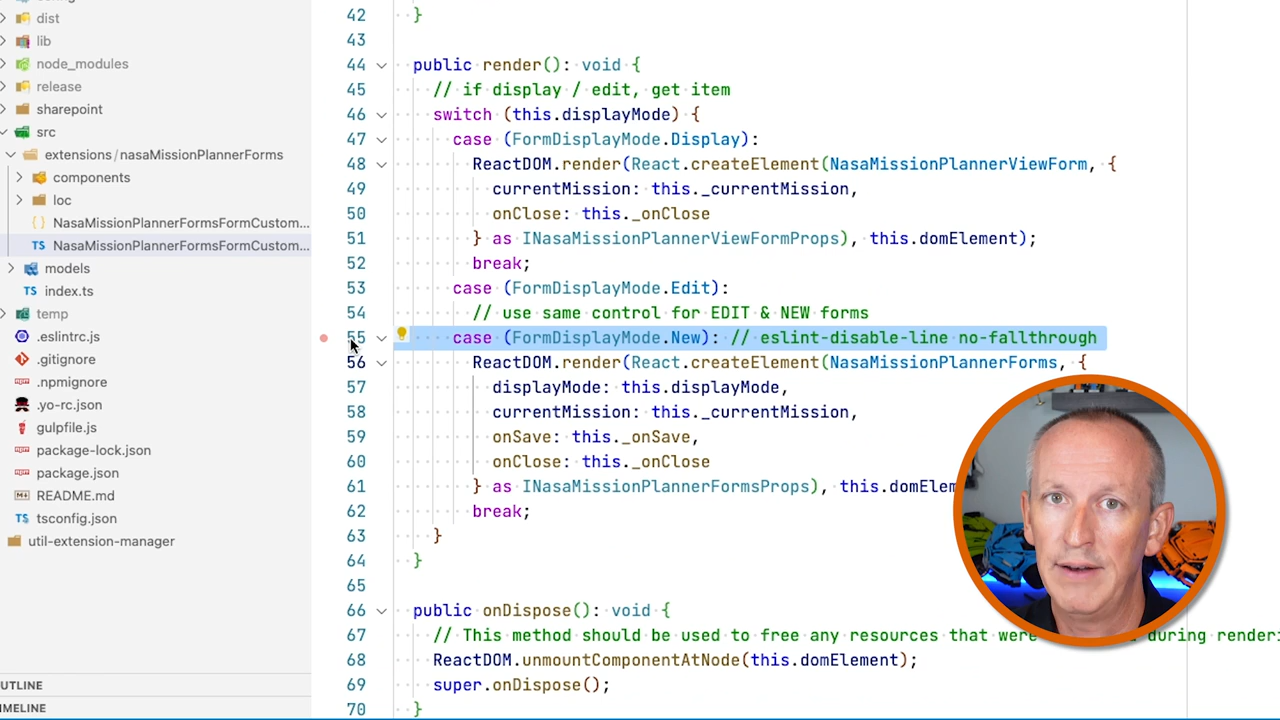 dist
lib
node_modules
release
sharepoint
src
extensions/nasaMissionPlannerForms
components
loc
{} NasaMissionPlannerFormsFormCustom...
TS NasaMissionPlannerFormsFormCustom...
models
TS index.ts
temp
.eslintrc.js
.gitignore
.npmignore
.yo-rc.json
gulpfile.js
package-lock.json
package.json
README.md
TS tsconfig.json
util-extension-manager
UTLINE
IMELINE
42 }
43
44 public render(): void {
45 // if display / edit, get item
46 switch (this.displayMode) {
47 case (FormDisplayMode.Display):
48 ReactDOM.render(React.createElement(NasaMissionPlannerViewForm, {
49 currentMission: this._currentMission,
50 onClose: this._onClose
51 } as INasaMissionPlannerViewFormProps), this.domElement);
52 break;
53 case (FormDisplayMode.Edit):
54 // use same control for EDIT & NEW forms
55 case (FormDisplayMode.New): // eslint-disable-line no-fallthrough
56 ReactDOM.render(React.createElement(NasaMissionPlannerForms, {
57 displayMode: this.displayMode,
58 currentMission: this._currentMission,
59 onSave: this._onSave,
60 onClose: this._onClose
61 } as INasaMissionPlannerFormsProps), this.domElem
62 break;
63 }
64 }
65
66 public onDispose(): void {
67 // This method should be used to free any resources that were during renderi
68 ReactDOM.unmountComponentAtNode(this.domElement);
69 super.onDispose();
70 }